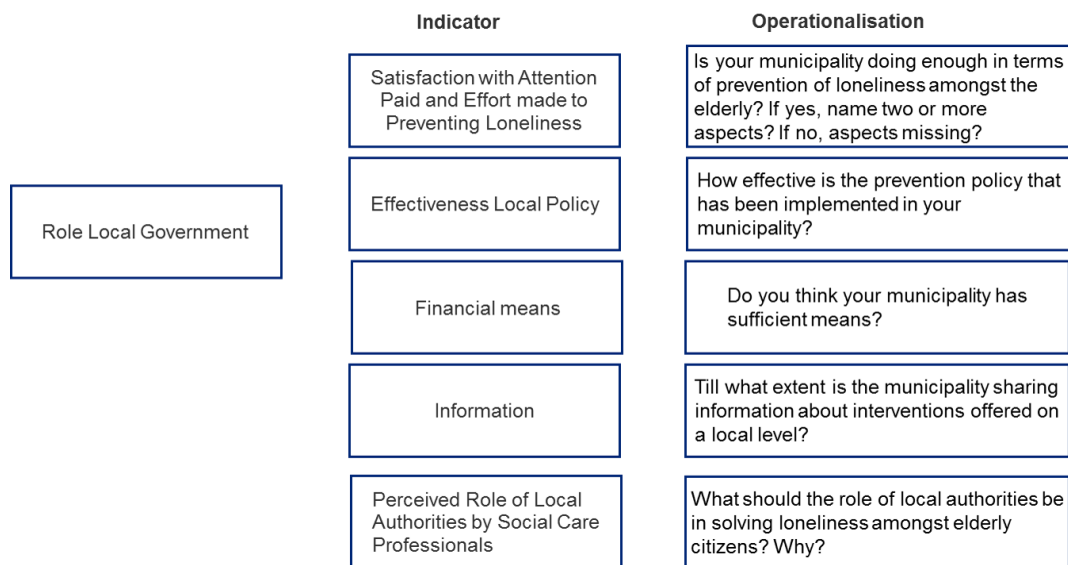 Indicator
Operationalisation
Satisfaction with Attention
Paid and Effort made to
Preventing Loneliness
Is your municipality doing enough in terms
of prevention of loneliness amongst the
elderly? If yes, name two or more
aspects? If no, aspects missing?
Role Local Government
Effectiveness Local Policy
How effective is the prevention policy that
has been implemented in your
municipality?
Financial means
Do you think your municipality has
sufficient means?
Information
Till what extent is the municipality sharing
information about interventions offered on
a local level?
Perceived Role of Local
Authorities by Social Care
Professionals
What should the role of local authorities be
in solving loneliness amongst elderly
citizens? Why?